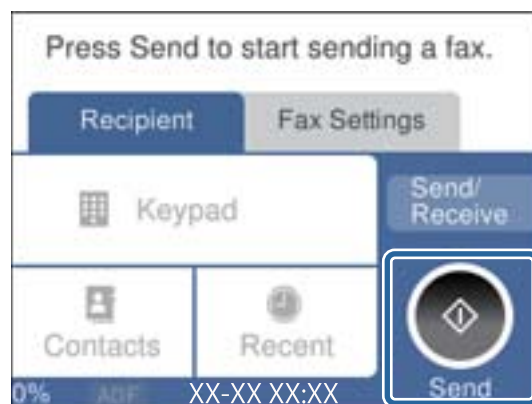 Press Send to start sending a fax.
Recipient
Fax Settings
Keypad
Send/
Receive
Contacts
Recent
Send
0%
ADF
XX-XX XX:XX